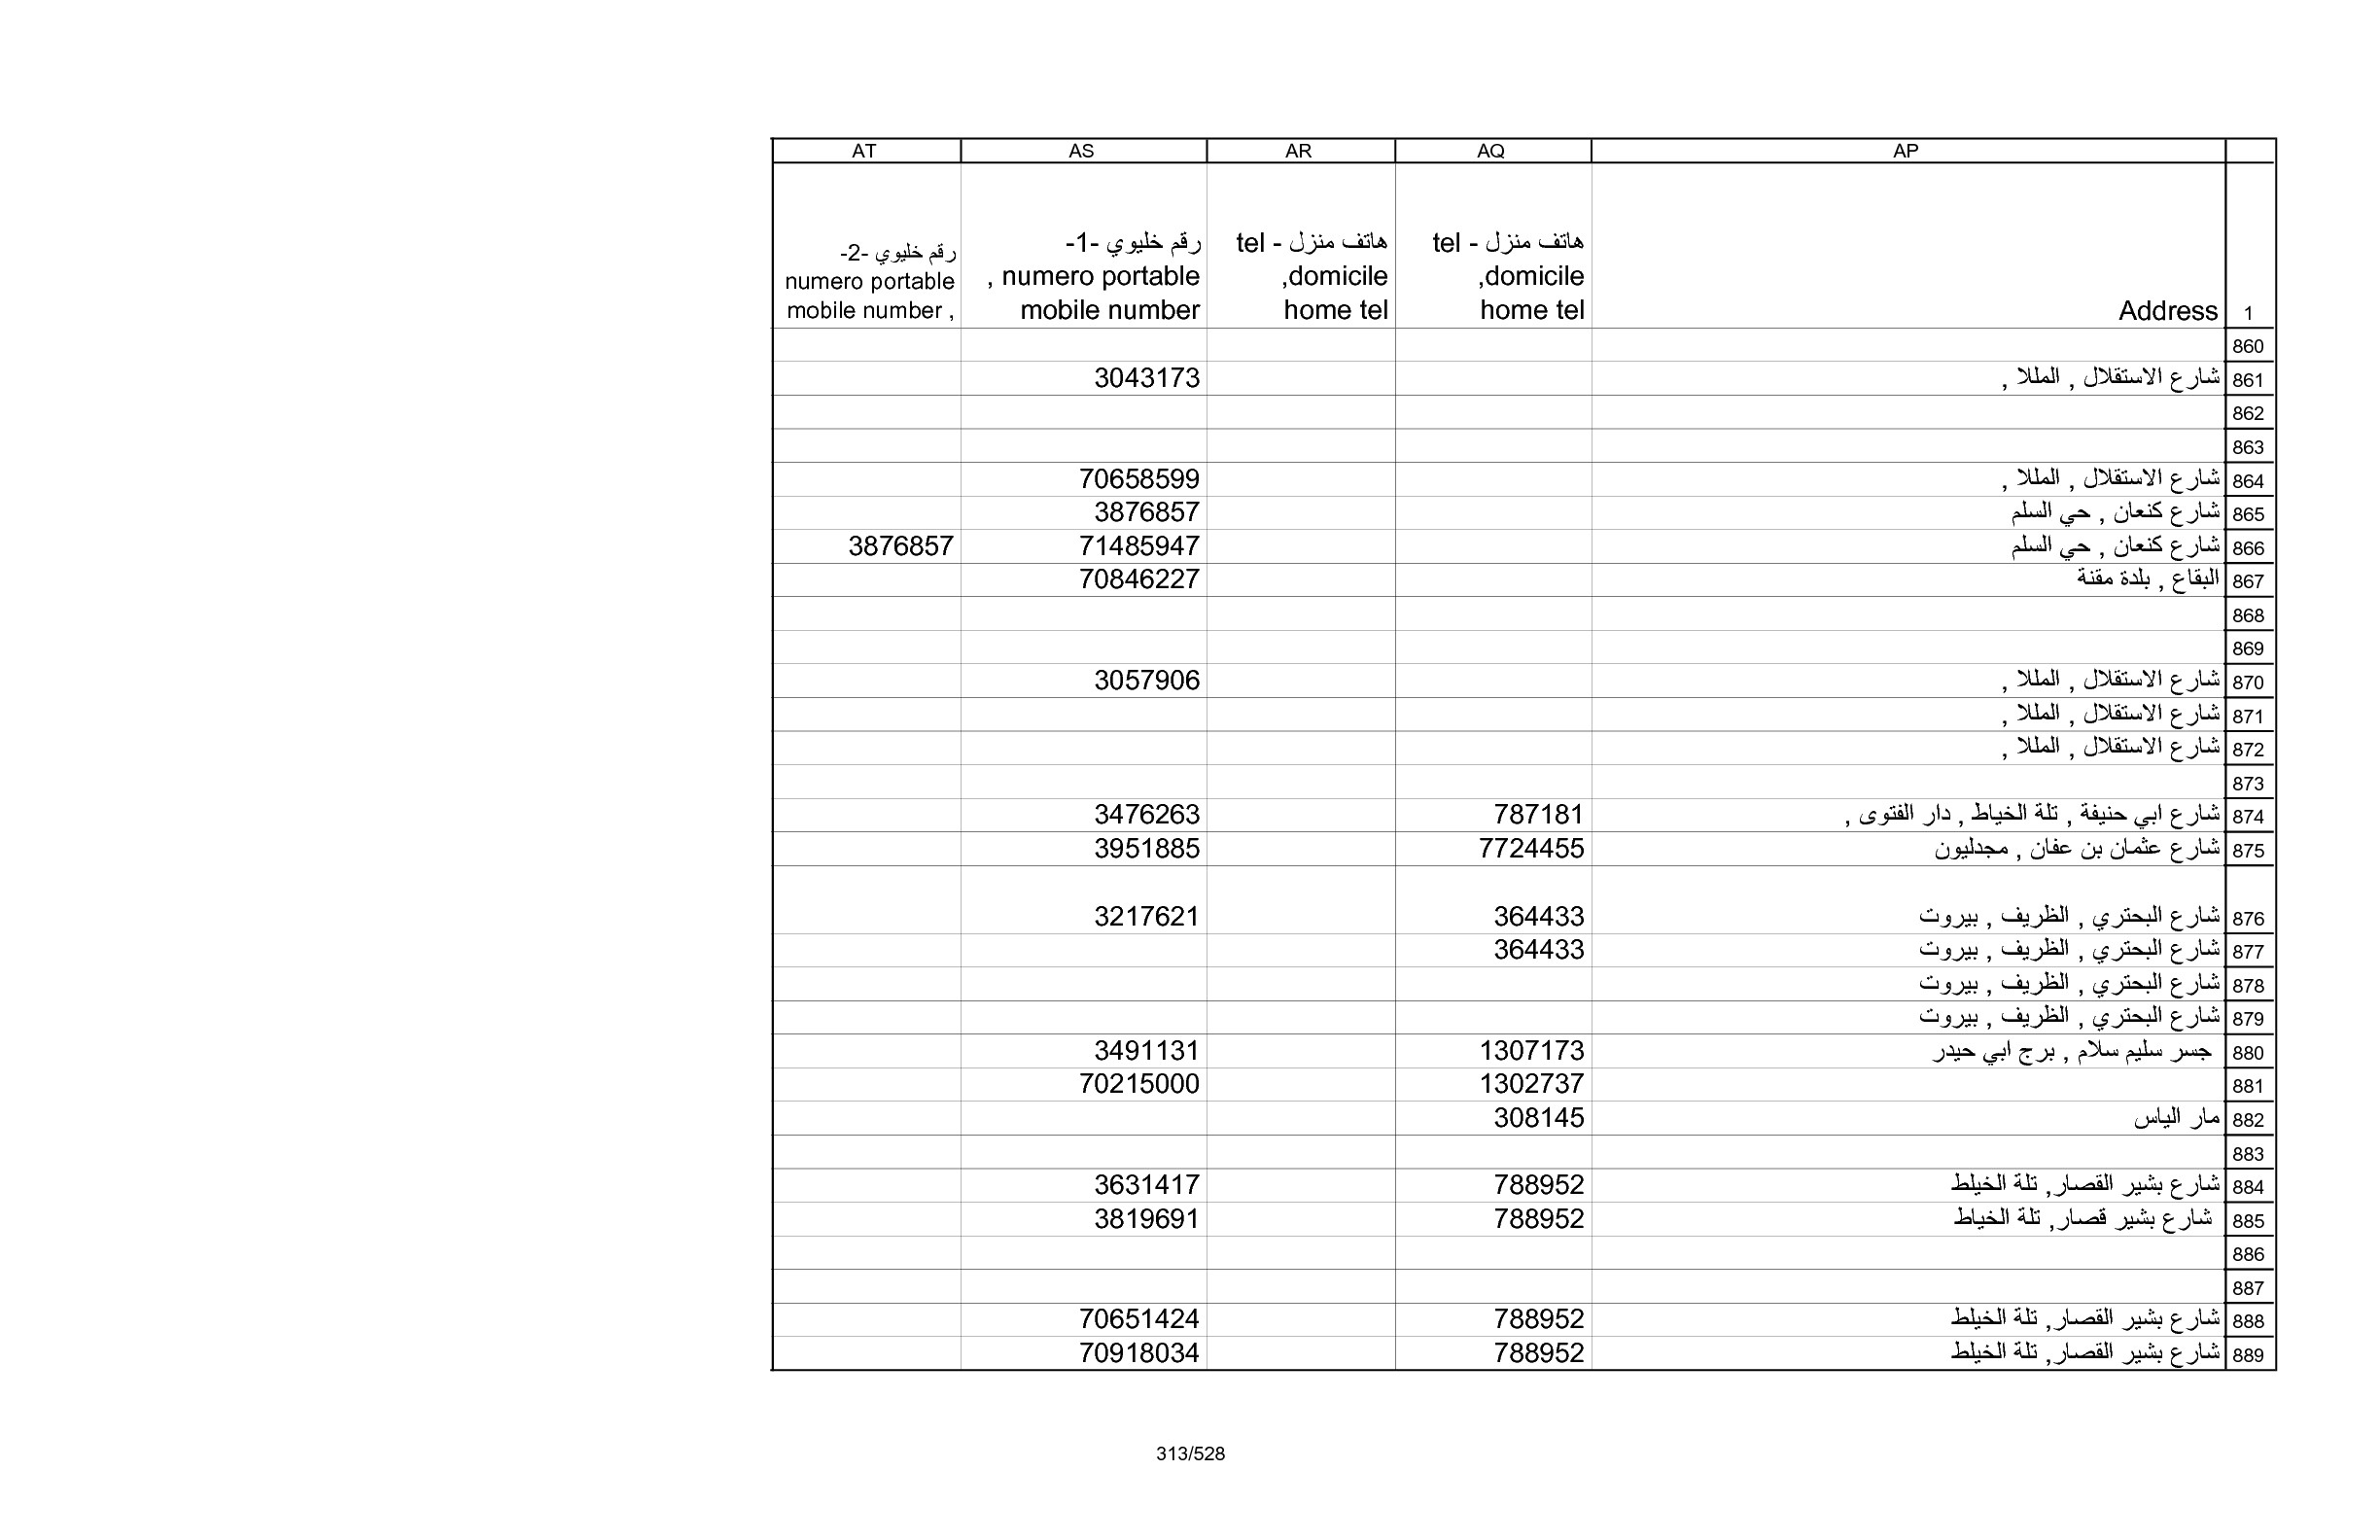 AP AQ AR AS AT
1 Address هاتف منزل - tel domicile, home tel هاتف منزل - tel domicile, home tel رقم خليوي -1- numero portable , mobile number رقم خليوي -2- numero portable mobile number ,
860
861 شارع الاستقلال , الملا , 3043173
862
863
864 شارع الاستقلال , الملا , 70658599
865 شارع كنعان , حي السلم 3876857
866 شارع كنعان , حي السلم 71485947 3876857
867 البقاع , بلدة مقنة 70846227
868
869
870 شارع الاستقلال , الملا , 3057906
871 شارع الاستقلال , الملا ,
872 شارع الاستقلال , الملا ,
873
874 شارع ابي حنيفة , تلة الخياط , دار الفتوى , 787181 3476263
875 شارع عثمان بن عفان , مجدليون 7724455 3951885
876 شارع البحتري , الظريف , بيروت 364433 3217621
877 شارع البحتري , الظريف , بيروت 364433
878 شارع البحتري , الظريف , بيروت
879 شارع البحتري , الظريف , بيروت
880 جسر سليم سلام , برج ابي حيدر 1307173 3491131
881 1302737 70215000
882 مار الياس 308145
883
884 شارع بشير القصار, تلة الخيلط 788952 3631417
885 شارع بشير قصار, تلة الخياط 788952 3819691
886
887
888 شارع بشير القصار, تلة الخيلط 788952 70651424
889 شارع بشير القصار, تلة الخيلط 788952 70918034
313/528